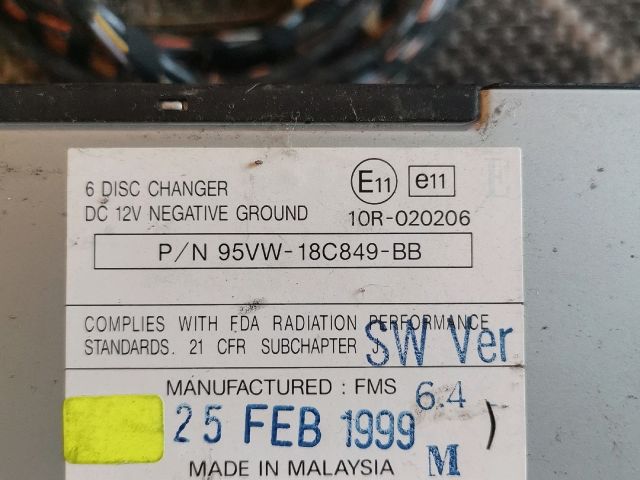 6 DISC CHANGER E11 e11
DC 12V NEGATIVE GROUND 10R-020206
P/N 95VW-18C849-BB
COMPLIES WITH FDA RADIATION PERFORMANCE
STANDARDS. 21 CFR SUBCHAPTER J
SW Ver
MANUFACTURED : FMS 6.4
25 FEB 1999 )
MADE IN MALAYSIA M